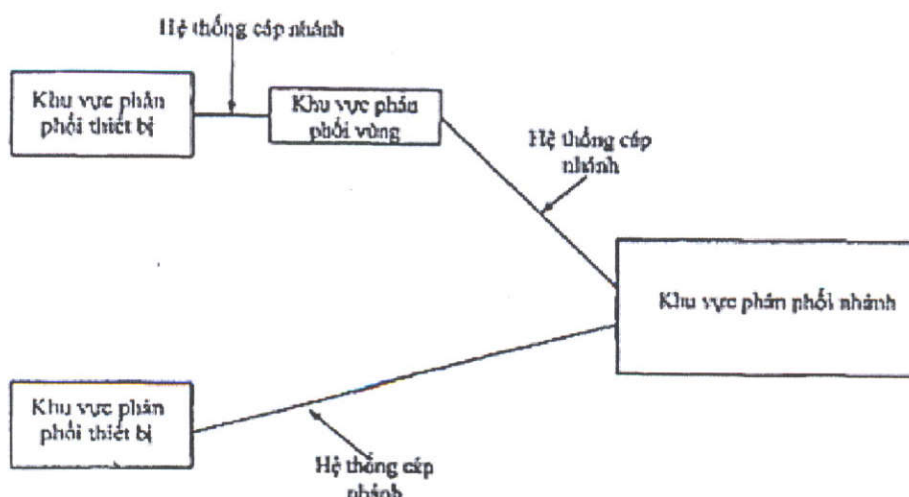 Hệ thống cáp nhánh
Khu vực phân
phối thiết bị
Khu vực phân
phối vùng
Hệ thống cáp
nhánh
Khu vực phân phối nhánh
Khu vực phân
phối thiết bị
Hệ thống cáp
nhánh